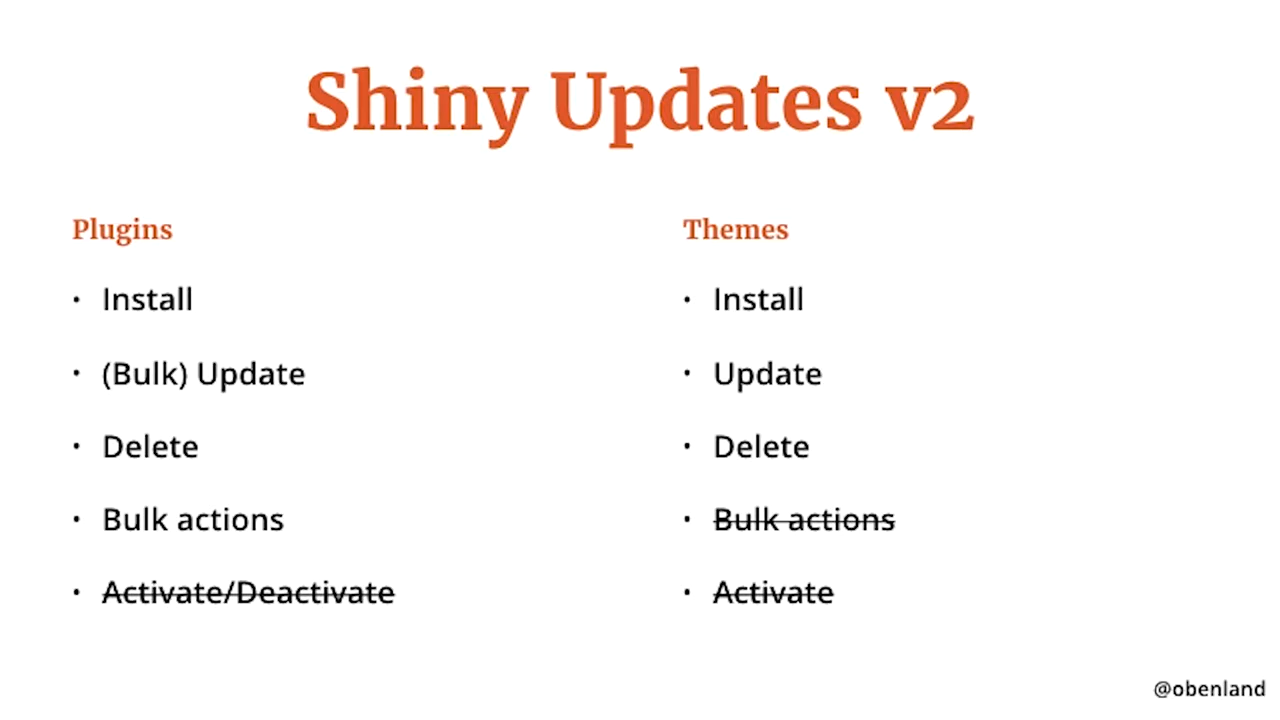 Shiny Updates v2
Plugins
• Install
• (Bulk) Update
• Delete
• Bulk actions
• Activate/Deactivate
Themes
• Install
• Update
• Delete
• Bulk actions
• Activate
@obenland